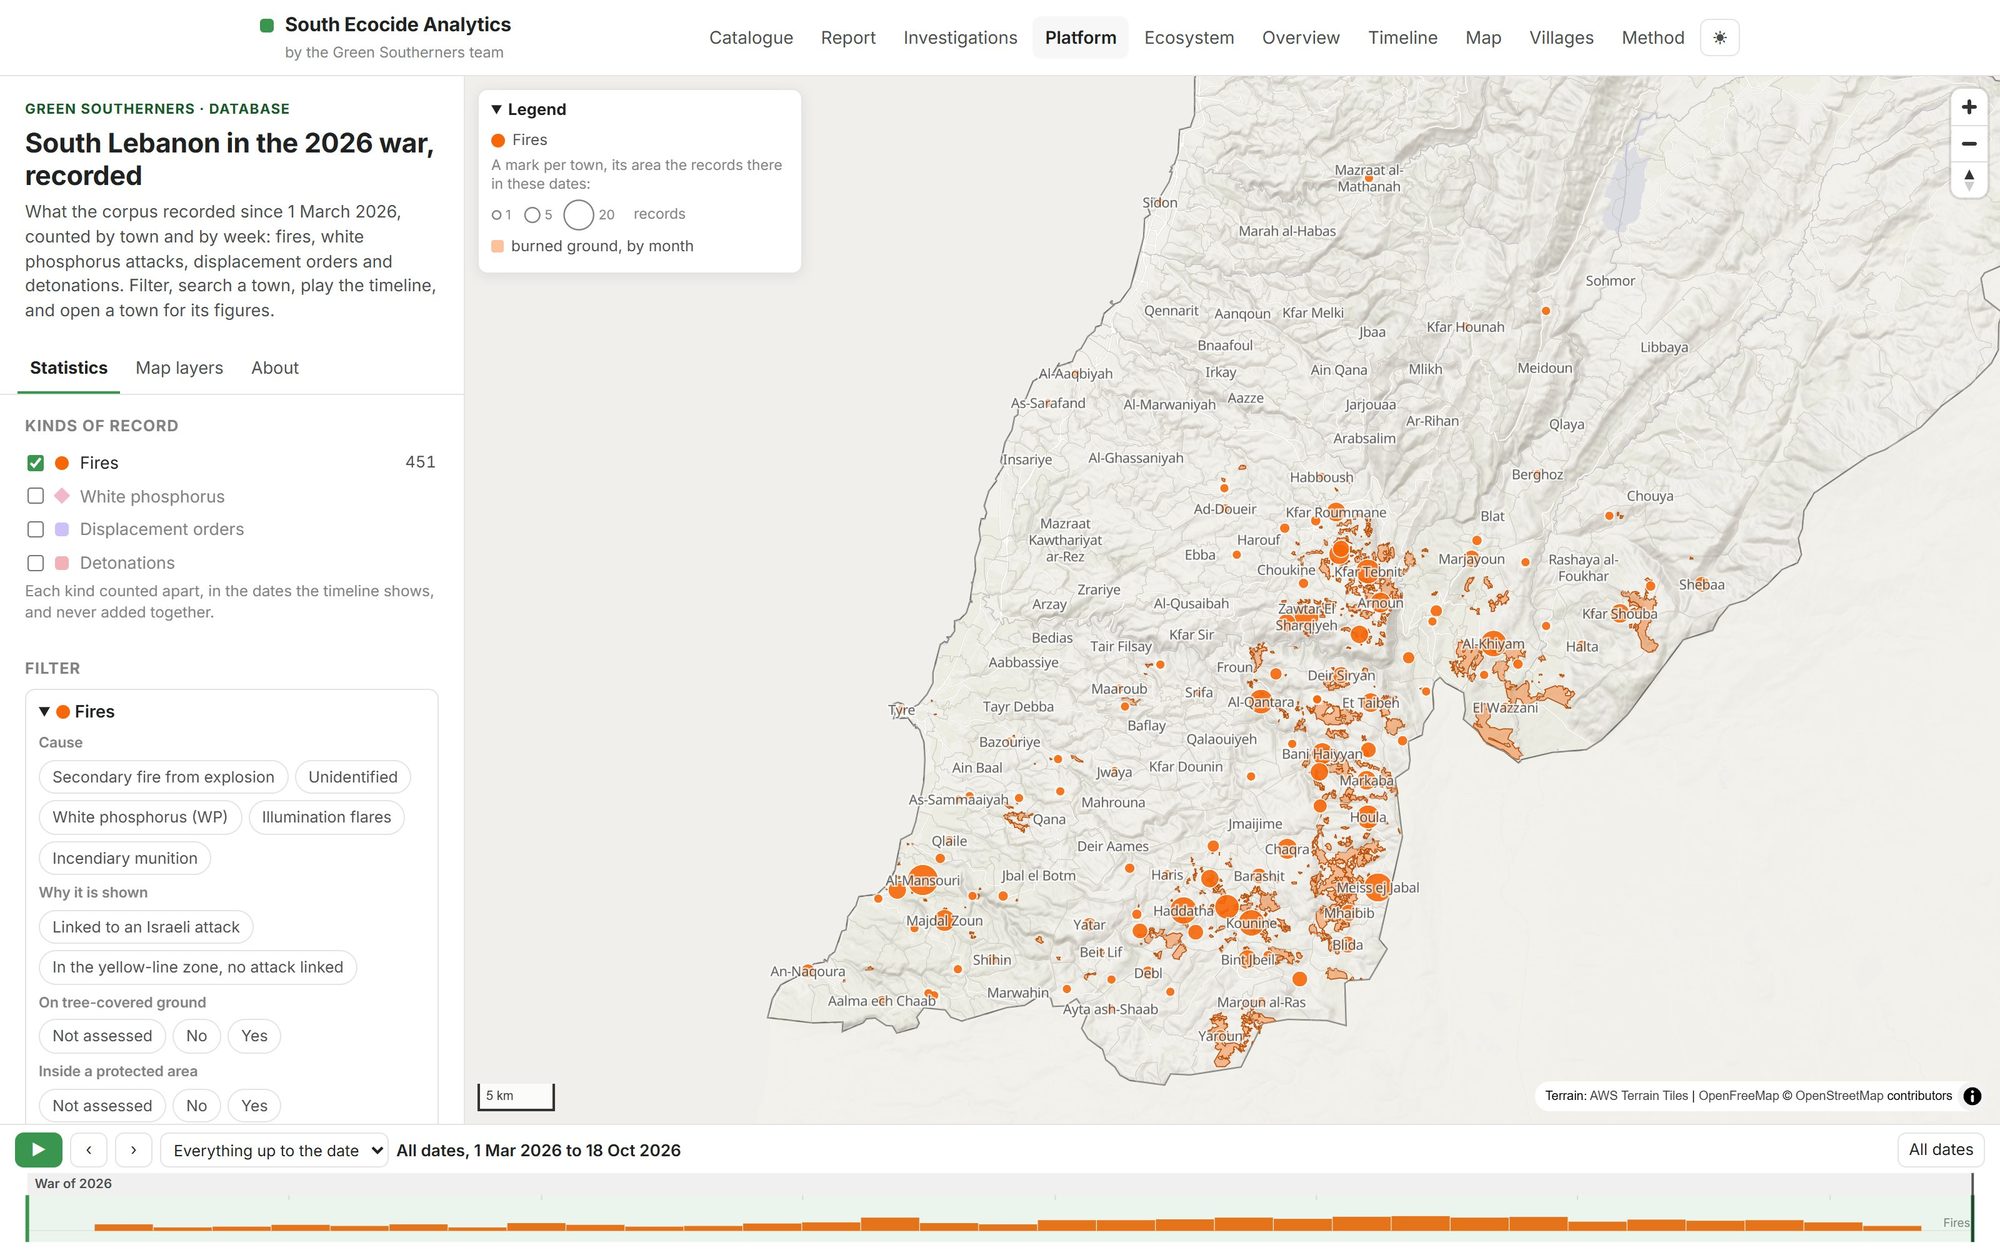 South Ecocide Analytics
by the Green Southerners team
Catalogue
Report
Investigations
Platform
Ecosystem
Overview
Timeline
Map
Villages
Method
GREEN SOUTHERNERS · DATABASE
South Lebanon in the 2026 war,
recorded
What the corpus recorded since 1 March 2026,
counted by town and by week: fires, white
phosphorus attacks, displacement orders and
detonations. Filter, search a town, play the timeline,
and open a town for its figures.
Statistics
Map layers
About
KINDS OF RECORD
Fires 451
White phosphorus
Displacement orders
Detonations
Each kind counted apart, in the dates the timeline shows,
and never added together.
FILTER
Fires
Cause
Secondary fire from explosion
Unidentified
White phosphorus (WP)
Illumination flares
Incendiary munition
Why it is shown
Linked to an Israeli attack
In the yellow-line zone, no attack linked
On tree-covered ground
Not assessed
No
Yes
Inside a protected area
Not assessed
No
Yes
Legend
Fires
A mark per town, its area the records there
in these dates:
1 5 20 records
burned ground, by month
Mazraat al-
Mathanah
Sidon
Marah al-Habas
Sohmor
Qennarit
Aanqoun
Kfar Melki
Jbaa
Kfar Hounah
Bnaafoul
Libbaya
Al-Aaqbiyah
Irkay
Ain Qana
Mlikh
Meidoun
As-Sarafand
Al-Marwaniyah
Aazze
Jarjouaa
Ar-Rihan
Qlaya
Arabsalim
Insariye
Al-Ghassaniyah
Habboush
Berghoz
Chouya
Ad-Doueir
Kfar Roummane
Blat
Mazraat
Kawthariyat
ar-Rez
Harouf
Ebba
Choukine
Kfar Tebnit
Marjayoun
Rashaya al-
Foukhar
Shebaa
Zrariye
Arzay
Al-Qusaibah
Zawtar El
Sharqiyeh
Arnoun
Kfar Shouba
Bedias
Tair Filsay
Kfar Sir
Al-Khiyam
Halta
Aabbassiye
Froun
Deir Siryan
Maaroub
Srifa
Al-Qantara
Et Taibeh
El Wazzani
Tyre
Tayr Debba
Baflay
Bazouriye
Qalaouiyeh
Bani Haiyyan
Ain Baal
Jwaya
Kfar Dounin
Markaba
As-Sammaaiyah
Mahrouna
Qana
Jmaijime
Houla
Qlaile
Deir Aames
Chaqra
Al-Mansouri
Jbal el Botm
Haris
Barashit
Meiss ej Jabal
Majdal Zoun
Yatar
Haddatha
Kounine
Mhaibib
Beit Lif
Blida
Shihin
Bint Jbeil
An-Naqoura
Debl
Aalma ech Chaab
Marwahin
Ayta ash-Shaab
Maroun al-Ras
Yaroun
5 km
Terrain: AWS Terrain Tiles | OpenFreeMap © OpenStreetMap contributors
Everything up to the date
All dates, 1 Mar 2026 to 18 Oct 2026
All dates
War of 2026
Fires